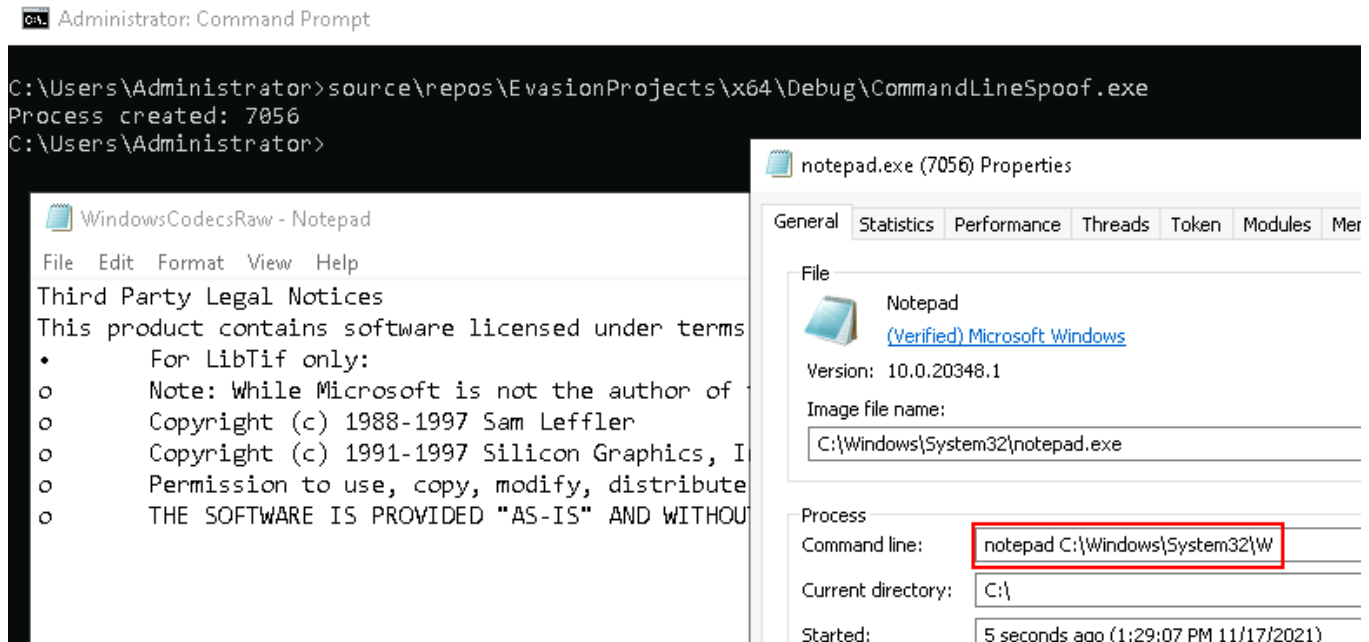 Administrator: Command Prompt
C:\Users\Administrator>source\repos\EvasionProjects\x64\Debug\CommandLineSpoof.exe
Process created: 7056
C:\Users\Administrator>
WindowsCodecsRaw - Notepad
File Edit Format View Help
Third Party Legal Notices
This product contains software licensed under terms
• For LibTif only:
o Note: While Microsoft is not the author of
o Copyright (c) 1988-1997 Sam Leffler
o Copyright (c) 1991-1997 Silicon Graphics,
o Permission to use, copy, modify, distribute
o THE SOFTWARE IS PROVIDED "AS-IS" AND
notepad.exe (7056) Properties
General Statistics Performance Threads Token Modules
File
Notepad
(Verified) Microsoft Windows
Version: 10.0.20348.1
Image file name:
C:\Windows\System32\notepad.exe
Process
Command line: notepad C:\Windows\System32\W
Current directory: C:\
Started: 5 seconds ago (1:29:07 PM 11/17/2021)